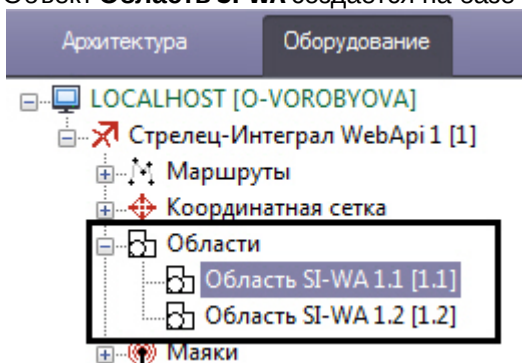 Объект Область SI-WA создается на базе
Архитектура Оборудование
LOCALHOST [O-VOROBYOVA]
Стрелец-Интеграл WebApi 1 [1]
Маршруты
Координатная сетка
Области
Область SI-WA 1.1 [1.1]
Область SI-WA 1.2 [1.2]
Маяки